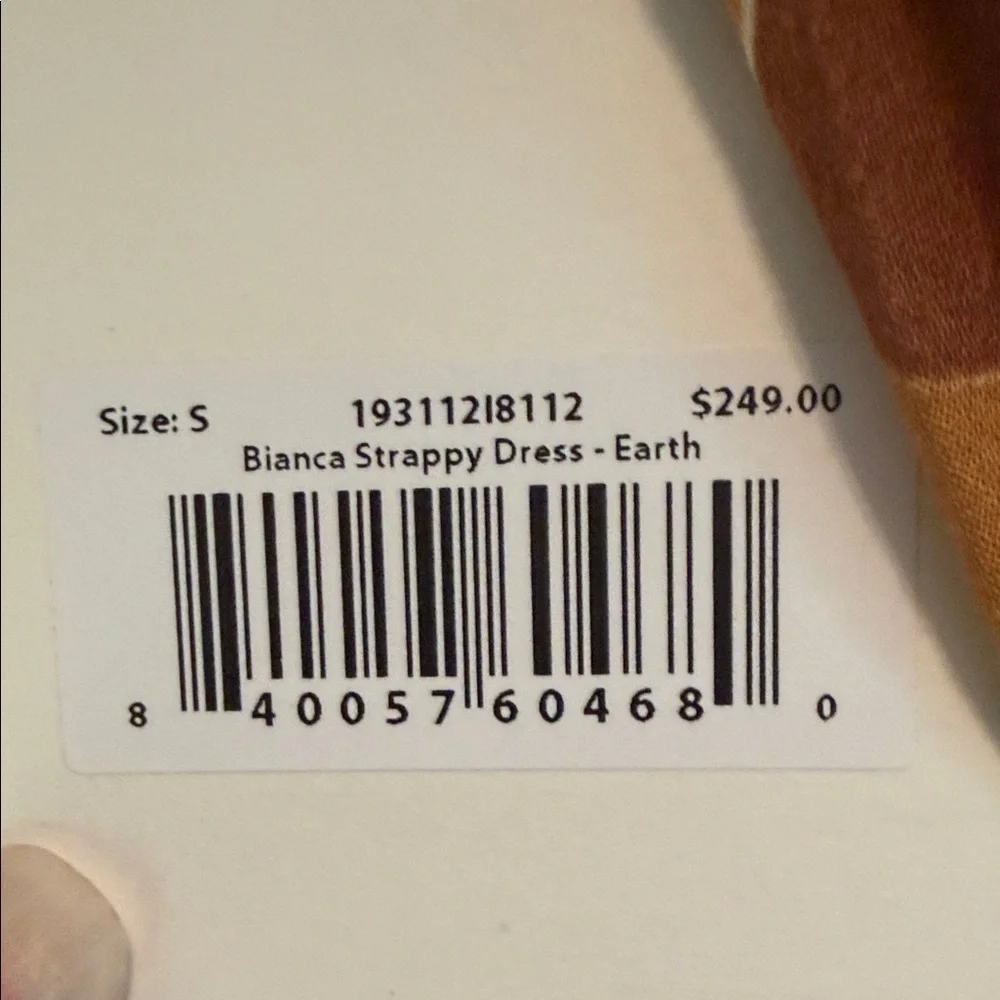 Size: S 193112I8112 $249.00
Bianca Strappy Dress - Earth
8 40057 60468 0